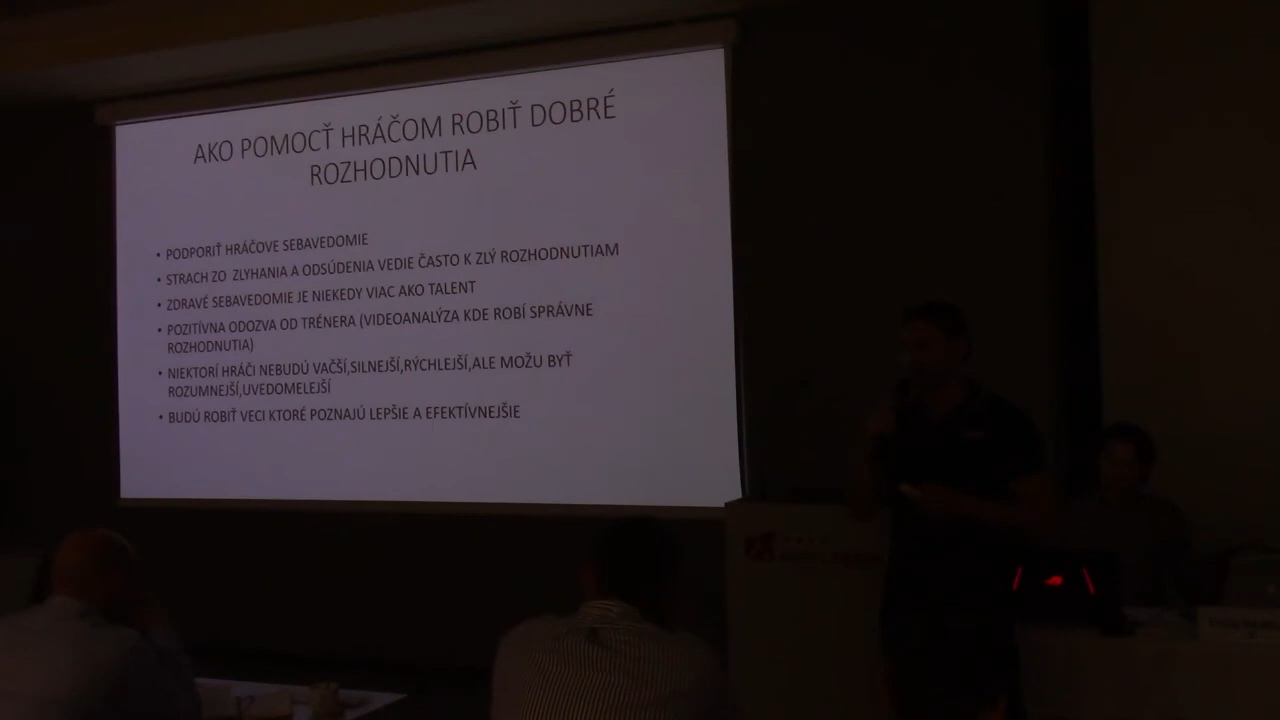 AKO POMOCŤ HRÁČOM ROBIŤ DOBRÉ
ROZHODNUTIA
• PODPORIŤ HRÁČOVE SEBAVEDOMIE
• STRACH ZO ZLYHANIA A ODSÚDENIA VEDIE ČASTO K ZLÝ ROZHODNUTIAM
• ZDRAVÉ SEBAVEDOMIE JE NIEKEDY VIAC AKO TALENT
• POZITÍVNA ODOZVA OD TRÉNERA (VIDEOANALÝZA KDE ROBÍ SPRÁVNE
ROZHODNUTIA)
• NIEKTORÍ HRÁČI NEBUDÚ VAČŠÍ,SILNEJŠÍ,RÝCHLEJŠÍ,ALE MOŽU BYŤ
ROZUMNEJŠÍ,UVEDOMELEJŠÍ
• BUDÚ ROBIŤ VECI KTORÉ POZNAJÚ LEPŠIE A EFEKTÍVNEJŠIE